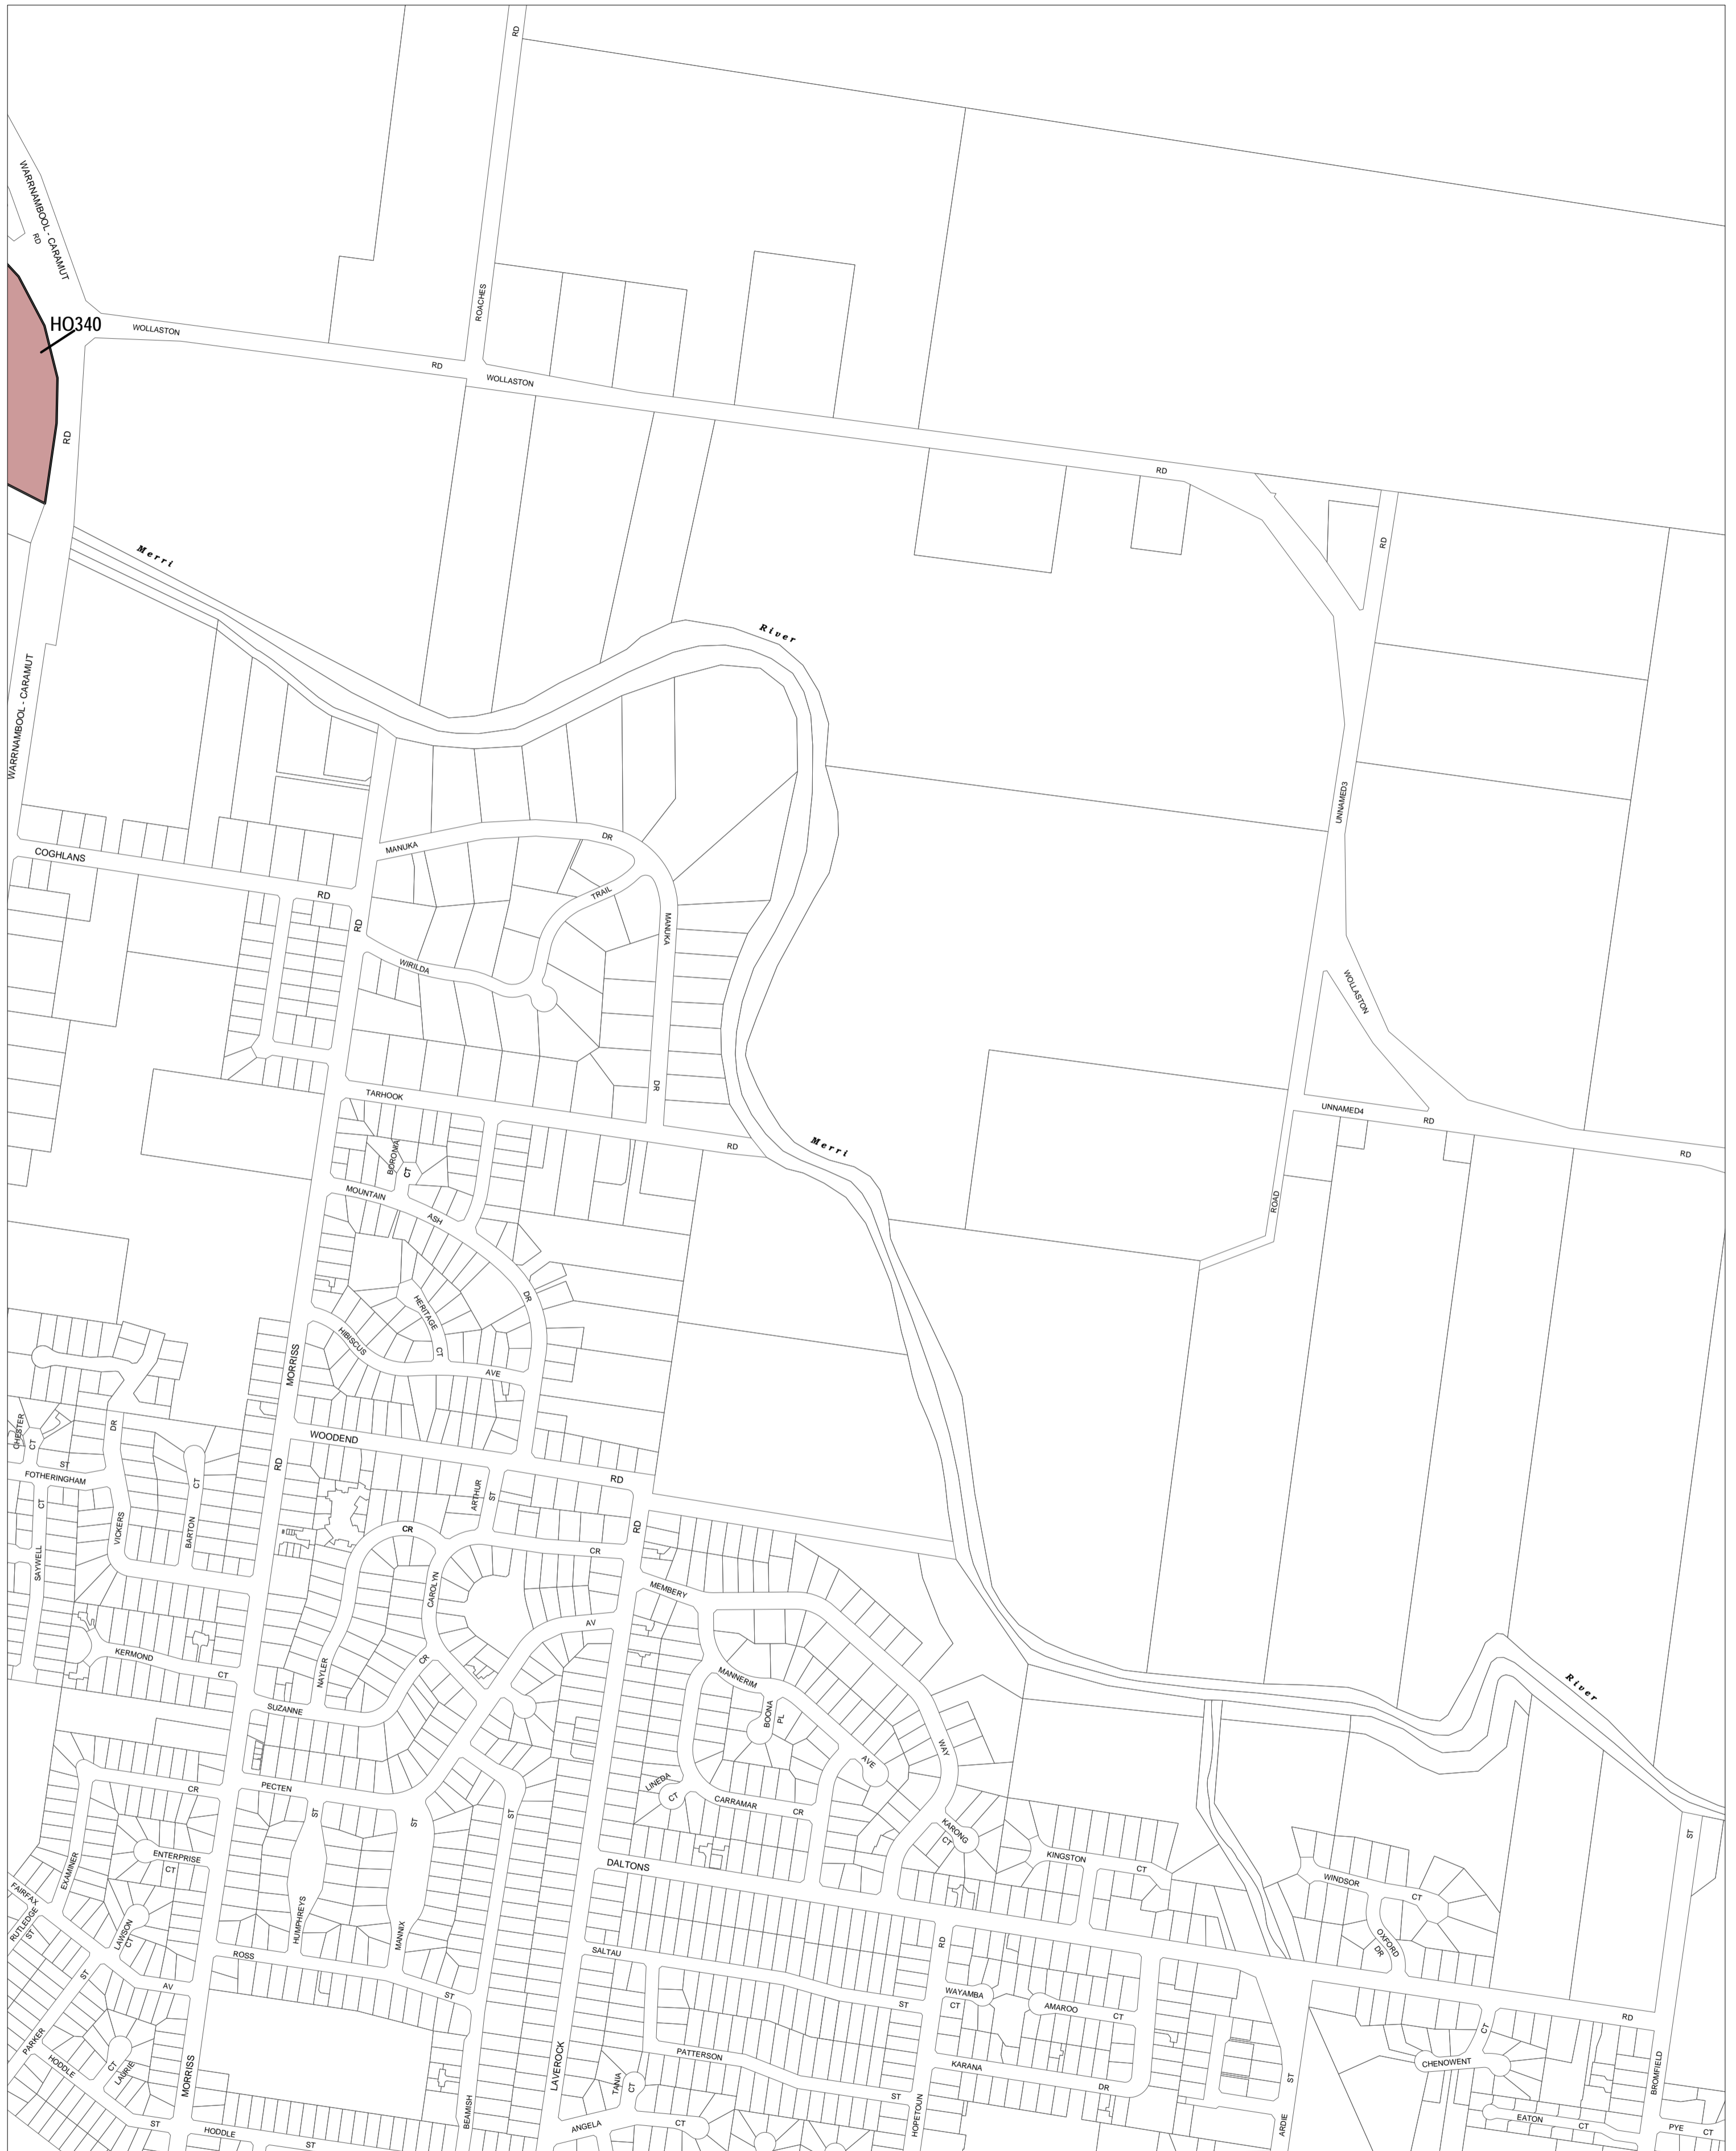 RD
WARRNAMBOOL - CARAMUT
RD
ROACHES
HO340
WOLLASTON
RD
WOLLASTON
RD
RD
RD
Merri
River
WARRNAMBOOL - CARAMUT
UNNAMED3
COGHLANS
RD
MANUKA
DR
TRAIL
RD
MANUKA
WIRILDA
WOLLASTON
DR
TARHOOK
RD
UNNAMED4
RD
RD
Merri
BORONIA
CT
MOUNTAIN
ASH
ROAD
DR
HERITAGE
CT
HIBISCUS
AVE
MORRISS
CHESTER
CT
DR
WOODEND
RD
RD
ST
FOTHERINGHAM
CT
CT
ARTHUR
ST
VICKERS
BARTON
SAYWELL
CR
RD
CR
CAROLYN
MEMBERY
AV
KERMOND
CT
NAYLER
CR
MANNERIM
River
SUZANNE
BOONA
PL
WAY
AVE
CR
PECTEN
LINEDA
CT
CARRAMAR
CR
ST
ST
ST
ST
KARONG
CT
KINGSTON
CT
ENTERPRISE
CT
EXAMINER
DALTONS
WINDSOR
CT
FAIRFAX
RUTLEDGE
ST
LAWSON
CT
HUMPHREYS
MANNIX
OXFORD
DR
ROSS
ST
SALTAU
RD
ST
AV
ST
WAYAMBA
CT
AMAROO
CT
RD
PARKER
HODDLE
CT
LAURIE
MORRISS
LAVEROCK
PATTERSON
ST
TANIA
CT
KARANA
DR
CT
CHENOWENT
ST
BROMFIELD
ST
HODDLE
ST
BEAMISH
ANGELA
CT
HOPETOUN
ARDIE
EATON
CT
PYE
CT